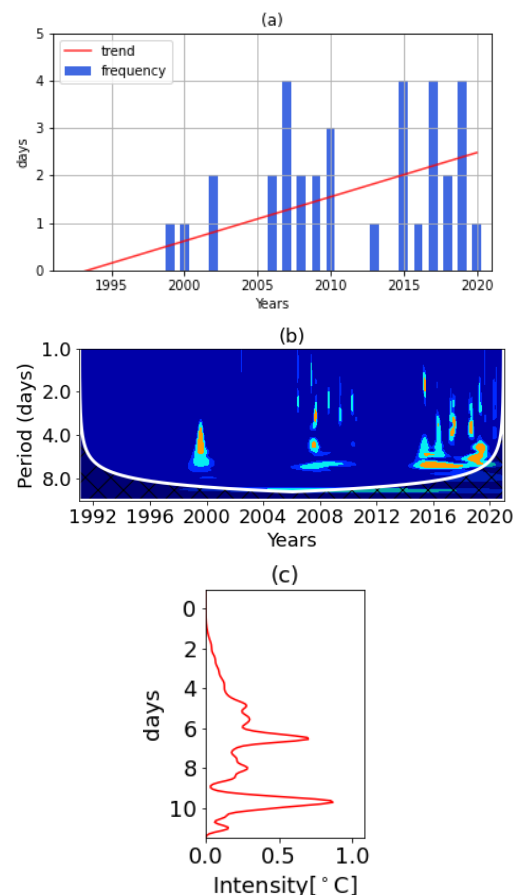 (a)
5
4
3
2
1
0
days
trend
frequency
1995 2000 2005 2010 2015 2020
Years
(b)
1.0
2.0
4.0
8.0
Period (days)
1992 1996 2000 2004 2008 2012 2016 2020
Years
(c)
0
2
4
6
8
10
days
0.0 0.5 1.0
Intensity[°C]